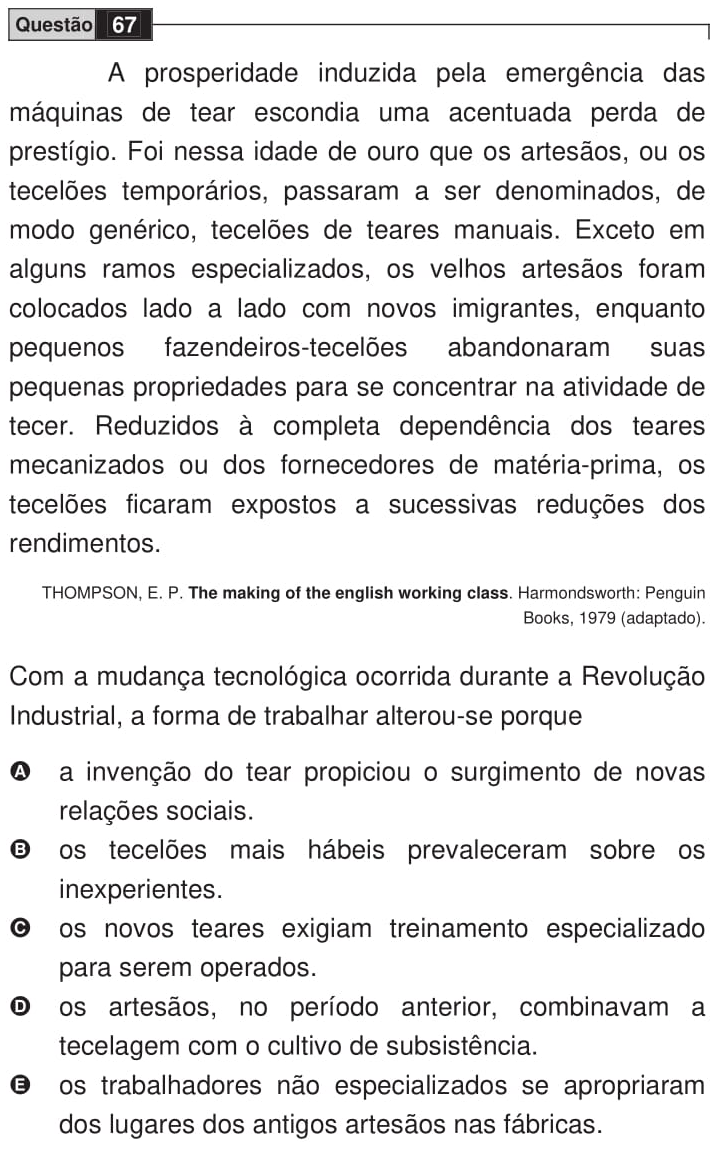 Questão 67
A prosperidade induzida pela emergência das
máquinas de tear escondia uma acentuada perda de
prestígio. Foi nessa idade de ouro que os artesãos, ou os
tecelões temporários, passaram a ser denominados, de
modo genérico, tecelões de teares manuais. Exceto em
alguns ramos especializados, os velhos artesãos foram
colocados lado a lado com novos imigrantes, enquanto
pequenos fazendeiros-tecelões abandonaram suas
pequenas propriedades para se concentrar na atividade de
tecer. Reduzidos à completa dependência dos teares
mecanizados ou dos fornecedores de matéria-prima, os
tecelões ficaram expostos a sucessivas reduções dos
rendimentos.
THOMPSON, E. P. The making of the english working class. Harmondsworth: Penguin
Books, 1979 (adaptado).
Com a mudança tecnológica ocorrida durante a Revolução
Industrial, a forma de trabalhar alterou-se porque
A a invenção do tear propiciou o surgimento de novas
relações sociais.
B os tecelões mais hábeis prevaleceram sobre os
inexperientes.
C os novos teares exigiam treinamento especializado
para serem operados.
D os artesãos, no período anterior, combinavam a
tecelagem com o cultivo de subsistência.
E os trabalhadores não especializados se apropriaram
dos lugares dos antigos artesãos nas fábricas.